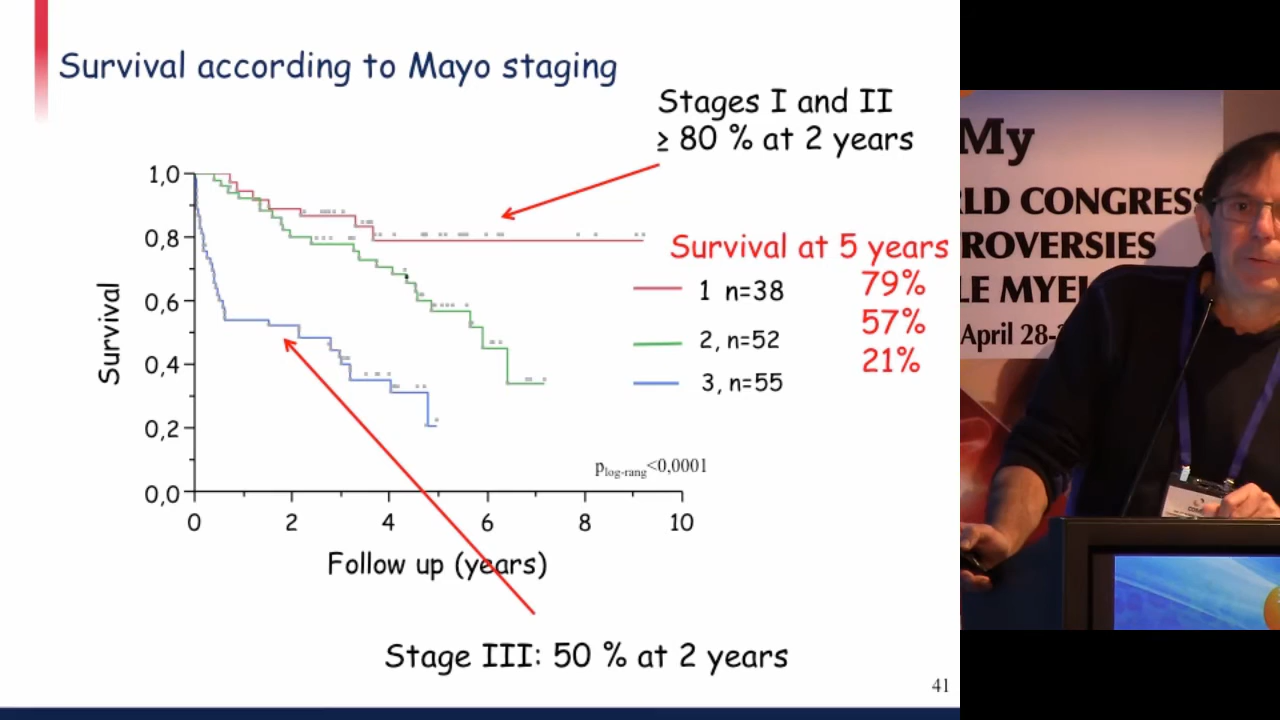 Survival according to Mayo staging
Stages I and II
≥ 80 % at 2 years
1,0
0,8
0,6
0,4
0,2
0,0
Survival
0 2 4 6 8 10
Follow up (years)
Survival at 5 years
1 n=38 79%
2, n=52 57%
3, n=55 21%
plog-rang<0,0001
Stage III: 50 % at 2 years
41
My
RLD CONGRESS
ROVERSIES
LE MYEL
April 28-